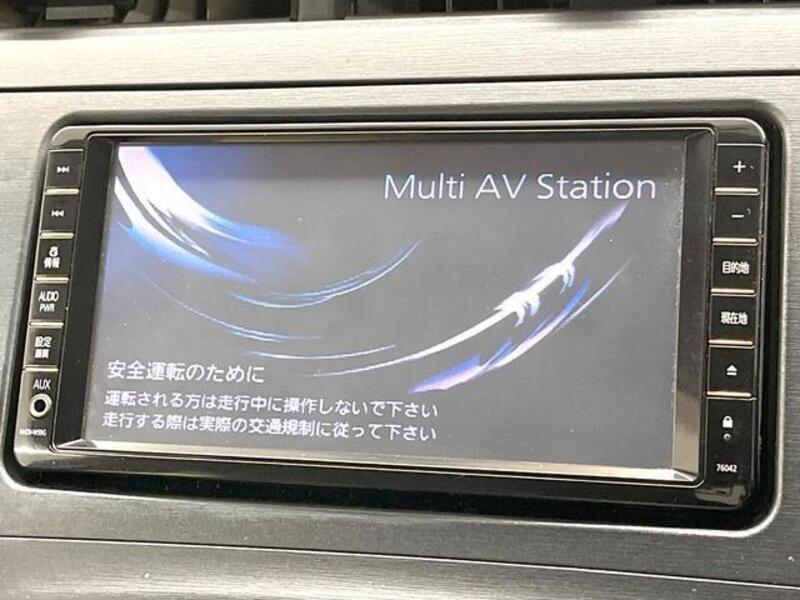 Multi AV Station
安全運転のために
運転される方は走行中に操作しないで下さい
走行する際は実際の交通規制に従って下さい
情報
AUDIO
PWR
設定
画質
AUX
目的地
現在地
76042